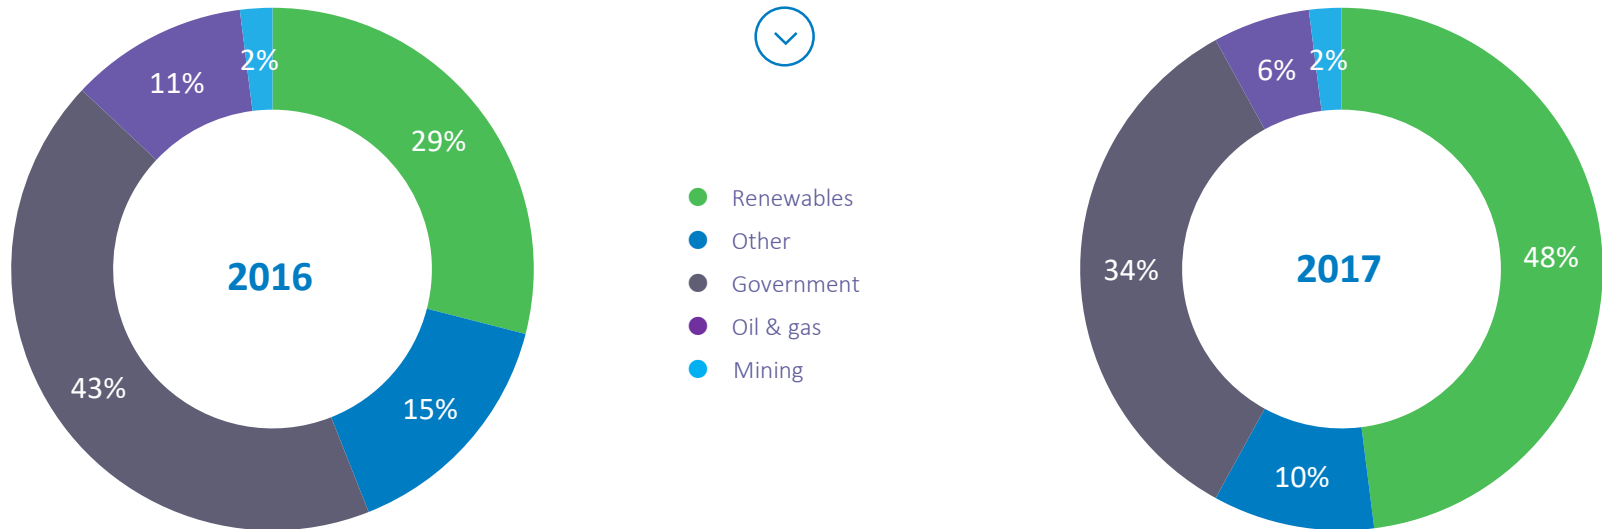 2%
11%
29%
2016
43%
15%
Renewables
Other
Government
Oil & gas
Mining
2%
6%
48%
34%
2017
10%